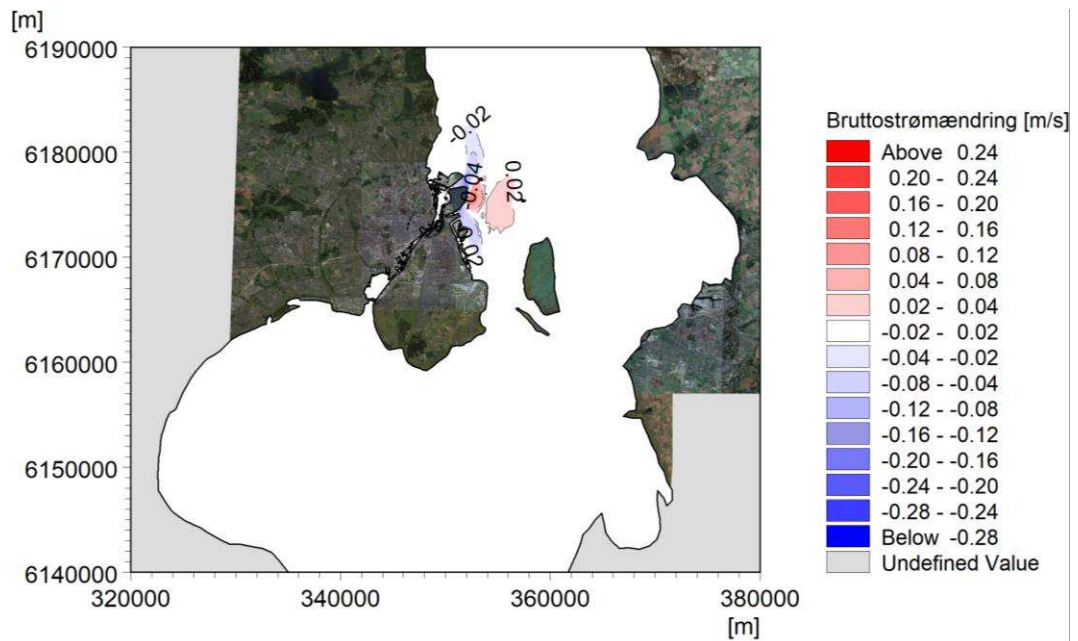 [m]
6190000
6180000
6170000
6160000
6150000
6140000
320000 340000 360000 380000
[m]
-0.02
-0.04
0.02
Bruttostrømændring [m/s]
Above 0.24
0.20 - 0.24
0.16 - 0.20
0.12 - 0.16
0.08 - 0.12
0.04 - 0.08
0.02 - 0.04
-0.02 - 0.02
-0.04 - -0.02
-0.08 - -0.04
-0.12 - -0.08
-0.16 - -0.12
-0.20 - -0.16
-0.24 - -0.20
-0.28 - -0.24
Below -0.28
Undefined Value